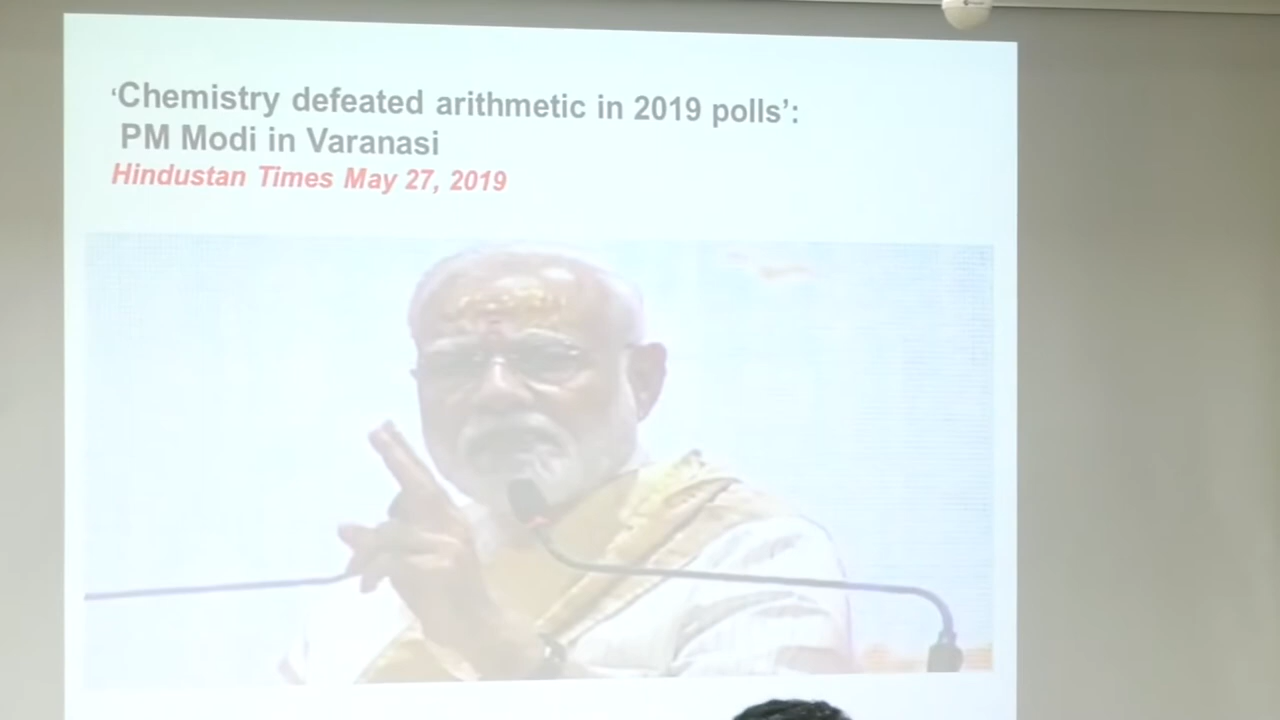 ‘Chemistry defeated arithmetic in 2019 polls’:
PM Modi in Varanasi
Hindustan Times May 27, 2019